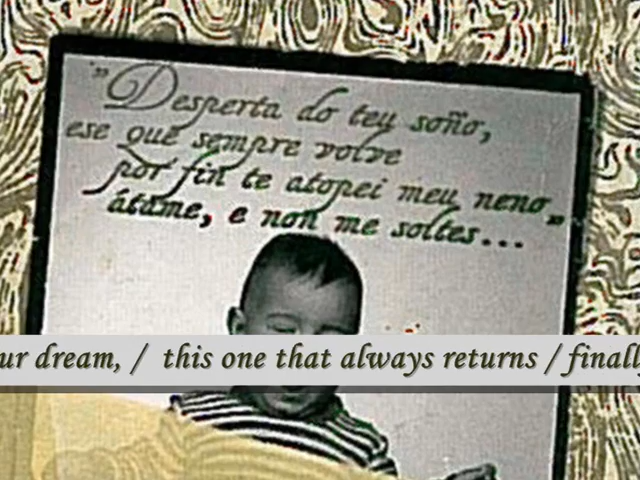 "Desperta do teu soño,
ese que sempre volve
por fin te atopei meu neno"
átame, e non me soltes...
ur dream, / this one that always returns / finally